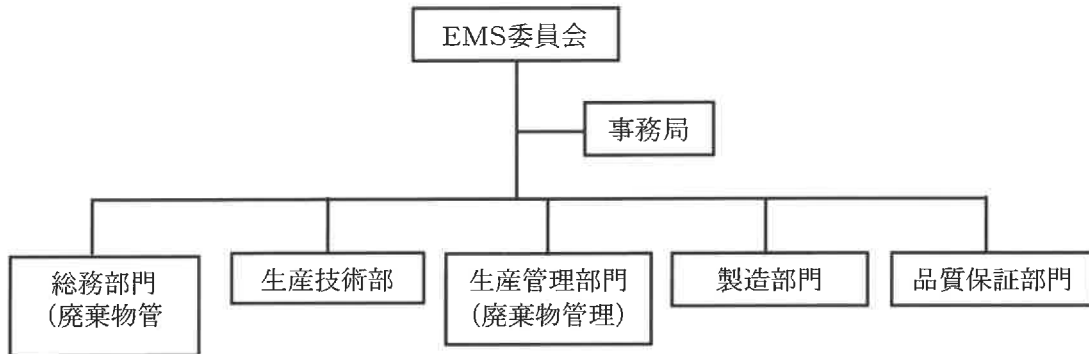 EMS委員会
事務局
総務部門
（廃棄物管
生産技術部
生産管理部門
（廃棄物管理）
製造部門
品質保証部門